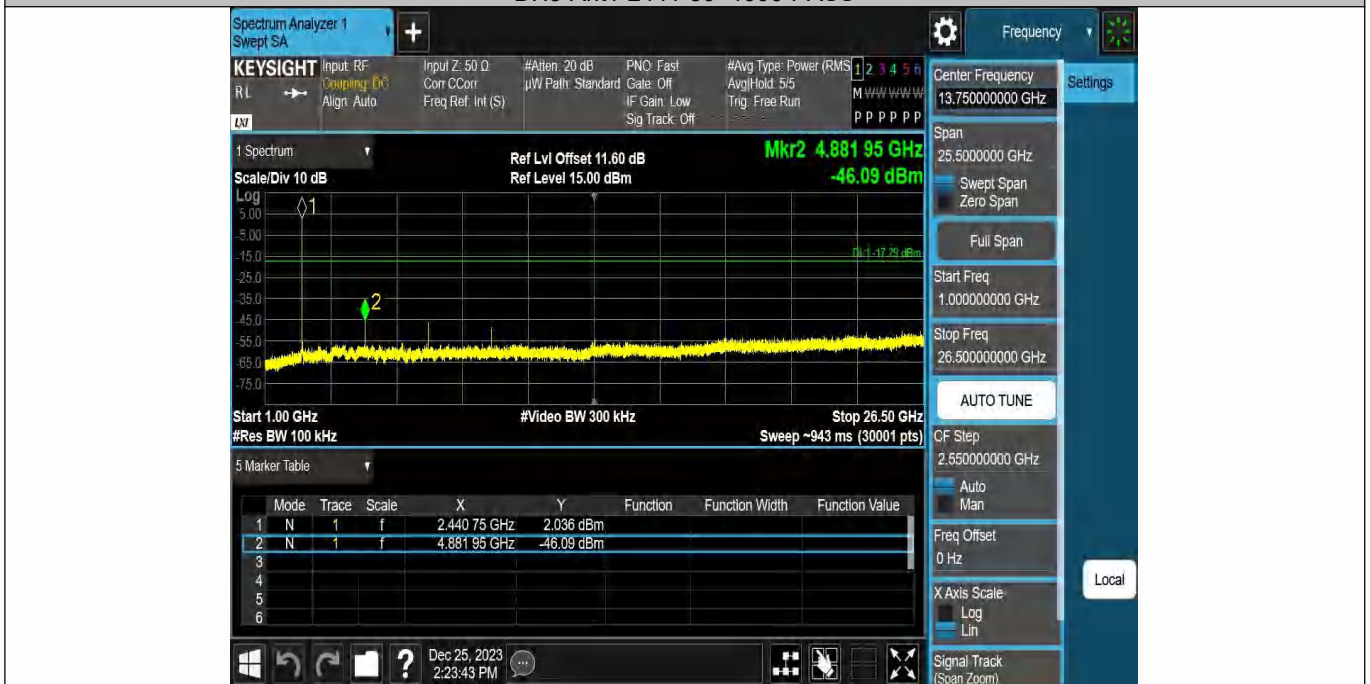 Spectrum Analyzer 1
Swept SA
+
Frequency
KEYSIGHT
RL
LXI
Input: RF
Coupling: DC
Align: Auto
Input Z: 50 Ω
Corr CCorr
Freq Ref: Int (S)
#Atten: 20 dB
µW Path: Standard
PNO: Fast
Gate: Off
IF Gain: Low
Sig Track: Off
#Avg Type: Power (RMS
Avg|Hold: 5/5
Trig: Free Run
1 2 3 4 5 6
M W W W W W
P P P P P P
1 Spectrum
Scale/Div 10 dB
Ref Lvl Offset 11.60 dB
Ref Level 15.00 dBm
Mkr2 4.881 95 GHz
-46.09 dBm
Log
5.00
-5.00
-15.0
-25.0
-35.0
-45.0
-55.0
-65.0
-75.0
1
2
DL1 -17.29 dBm
Start 1.00 GHz
#Res BW 100 kHz
#Video BW 300 kHz
Stop 26.50 GHz
Sweep ~943 ms (30001 pts)
5 Marker Table
Mode Trace Scale X Y Function Function Width Function Value
1 N 1 f 2.440 75 GHz 2.036 dBm
2 N 1 f 4.881 95 GHz -46.09 dBm
3
4
5
6
Dec 25, 2023
2:23:43 PM
Center Frequency
13.750000000 GHz
Settings
Span
25.5000000 GHz
Swept Span
Zero Span
Full Span
Start Freq
1.000000000 GHz
Stop Freq
26.500000000 GHz
AUTO TUNE
CF Step
2.550000000 GHz
Auto
Man
Freq Offset
0 Hz
X Axis Scale
Log
Lin
Local
Signal Track
(Span Zoom)